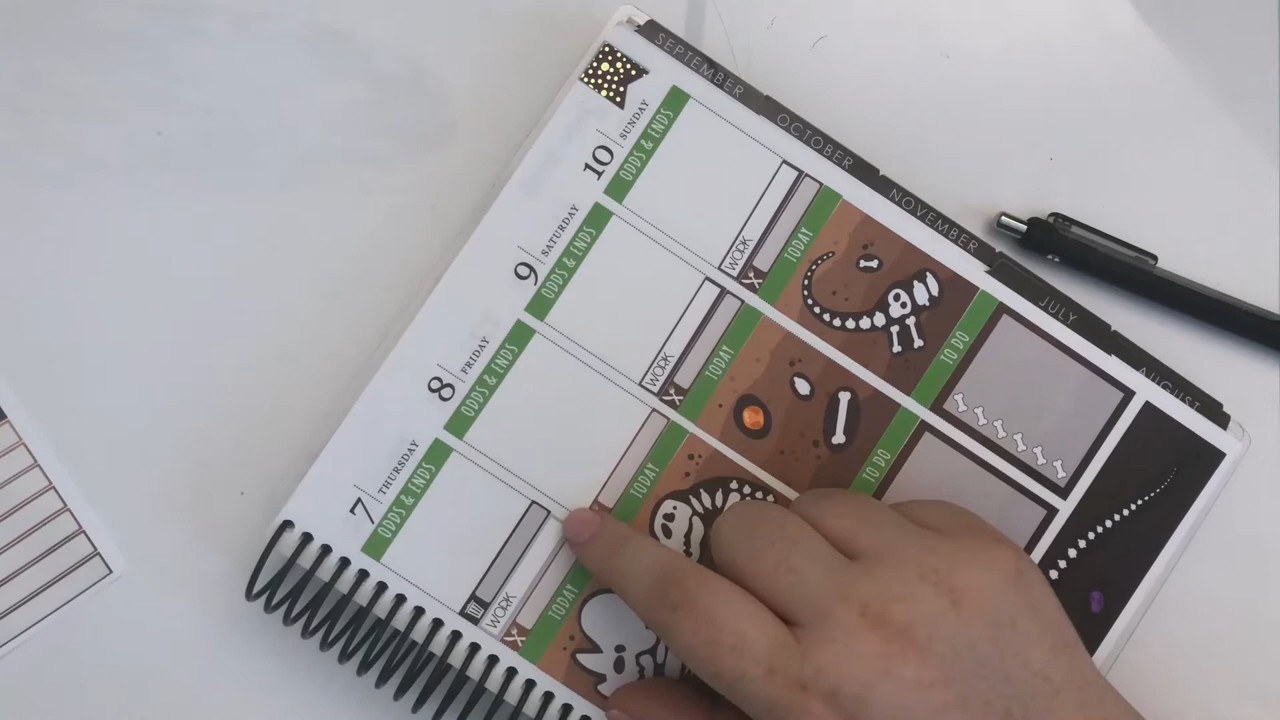 SEPTEMBER
OCTOBER
NOVEMBER
JULY
AUGUST
10 SUNDAY
ODDS & ENDS
WORK
TODAY
TO DO
9 SATURDAY
ODDS & ENDS
WORK
TODAY
TO DO
8 FRIDAY
ODDS & ENDS
TODAY
7 THURSDAY
ODDS & ENDS
WORK
TODAY